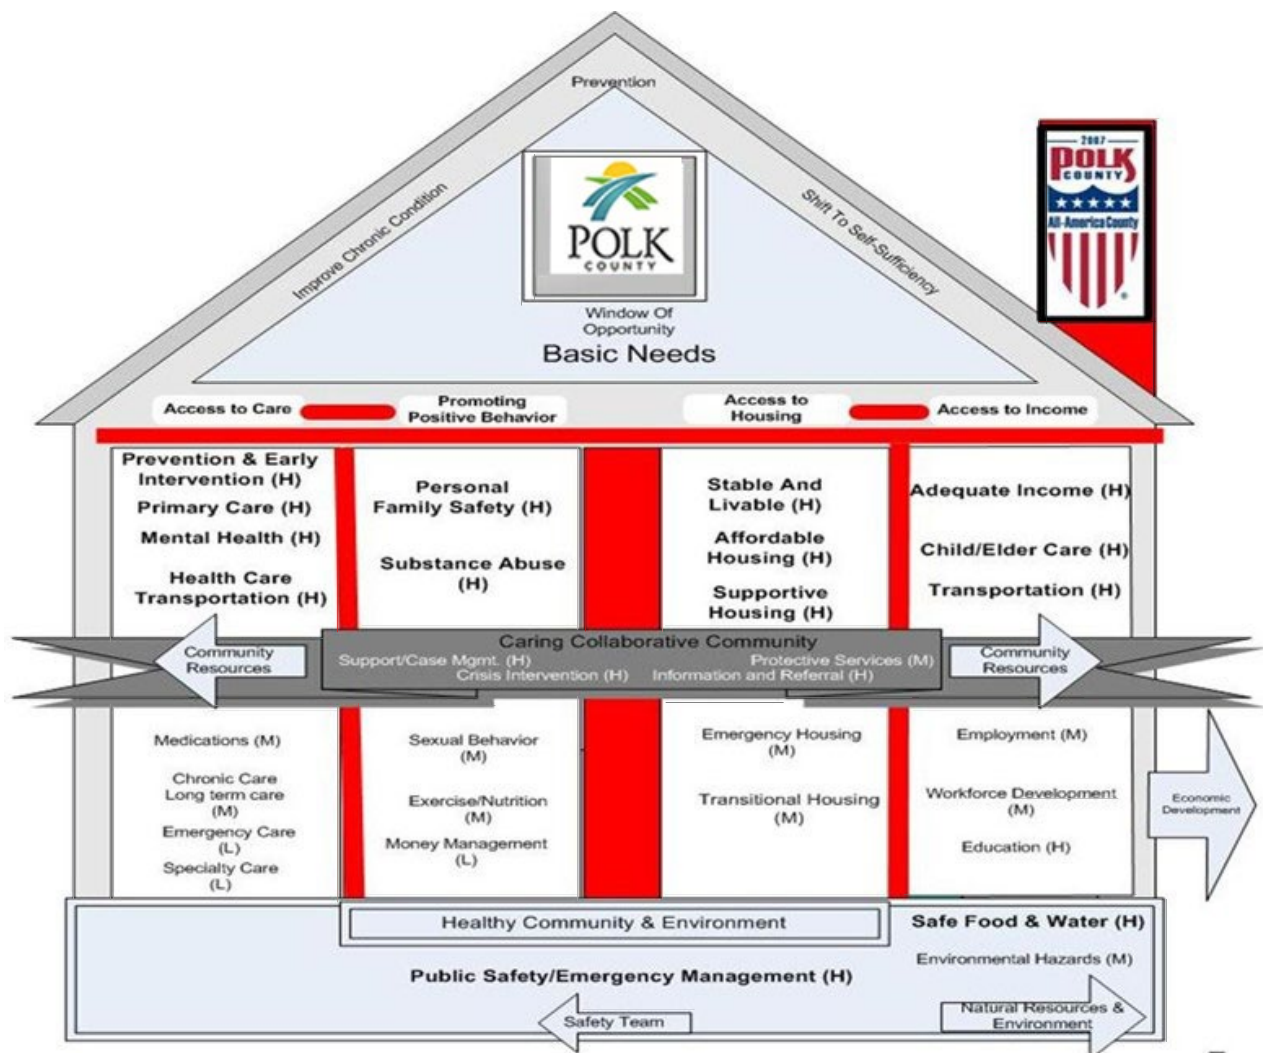 Prevention
Improve Chronic Condition
Shift To Self-Sufficiency
POLK
COUNTY
2007
POLK
COUNTY
All-America County
®
Window Of
Opportunity
Basic Needs
Access to Care
Promoting
Positive Behavior
Access to
Housing
Access to Income
Prevention & Early
Intervention (H)
Primary Care (H)
Mental Health (H)
Health Care
Transportation (H)
Personal
Family Safety (H)
Substance Abuse
(H)
Stable And
Livable (H)
Affordable
Housing (H)
Supportive
Housing (H)
Adequate Income (H)
Child/Elder Care (H)
Transportation (H)
Community
Resources
Caring Collaborative Community
Support/Case Mgmt. (H)
Protective Services (M)
Crisis Intervention (H)
Information and Referral (H)
Community
Resources
Medications (M)
Chronic Care
Long term care
(M)
Emergency Care
(L)
Specialty Care
(L)
Sexual Behavior
(M)
Exercise/Nutrition
(M)
Money Management
(L)
Emergency Housing
(M)
Transitional Housing
(M)
Employment (M)
Workforce Development
(M)
Education (H)
Economic
Development
Healthy Community & Environment
Safe Food & Water (H)
Environmental Hazards (M)
Public Safety/Emergency Management (H)
Safety Team
Natural Resources &
Environment